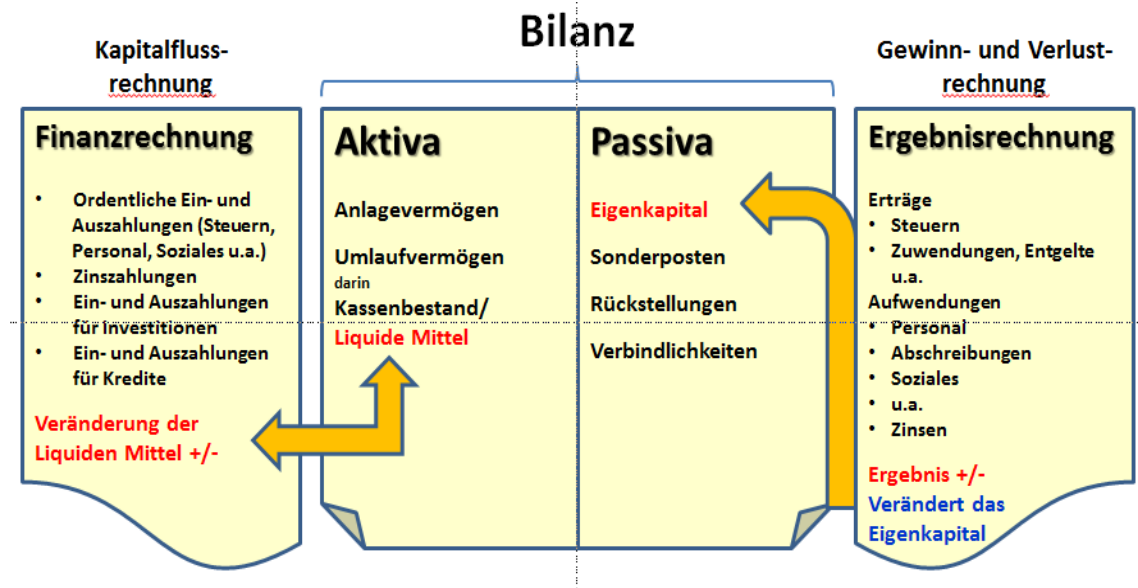 Bilanz
Kapitalfluss-
rechnung
Finanzrechnung
• Ordentliche Ein- und
Auszahlungen (Steuern,
Personal, Soziales u.a.)
• Zinszahlungen
• Ein- und Auszahlungen
für Investitionen
• Ein- und Auszahlungen
für Kredite
Veränderung der
Liquiden Mittel +/-
Aktiva
Anlagevermögen
Umlaufvermögen
darin
Kassenbestand/
Liquide Mittel
Passiva
Eigenkapital
Sonderposten
Rückstellungen
Verbindlichkeiten
Gewinn- und Verlust-
rechnung
Ergebnisrechnung
Erträge
• Steuern
• Zuwendungen, Entgelte
u.a.
Aufwendungen
• Personal
• Abschreibungen
• Soziales
• u.a.
• Zinsen
Ergebnis +/-
Verändert das
Eigenkapital